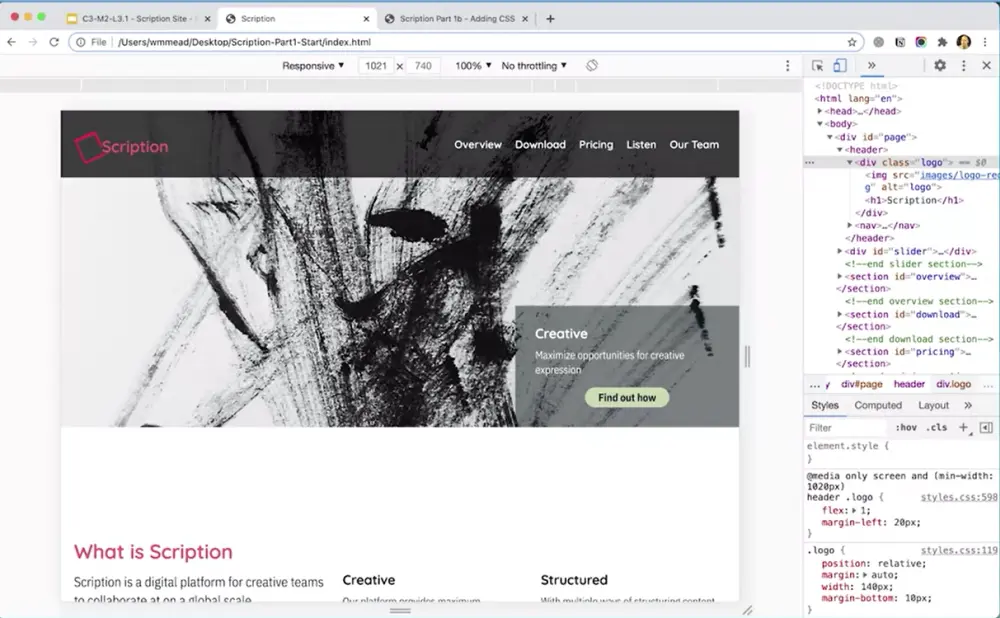 C3-M2-L3.1 - Scription Site -
Scription
Scription Part 1b - Adding CSS
File /Users/wmmead/Desktop/Scription-Part1-Start/index.html
Responsive 1021 x 740 100% No throttling
Scription
Overview Download Pricing Listen Our Team
Creative
Maximize opportunities for creative
expression
Find out how
What is Scription
Scription is a digital platform for creative teams
to collaborate at on a global scale
Creative
Our platform provides maximum
Structured
With multiple ways of structuring content
<!DOCTYPE html>
<html lang="en">
<head>…</head>
<body>
<div id="page">
<header>
<div class="logo"> == $0
<img src="images/logo-rec
g" alt="logo">
<h1>Scription</h1>
</div>
<nav>…</nav>
</header>
<div id="slider">…</div>
<!--end slider section-->
<section id="overview">…
</section>
<!--end overview section-->
<section id="download">…
</section>
<!--end download section-->
<section id="pricing">…
</section>
… y div#page header div.logo …
Styles Computed Layout
Filter :hov .cls
element.style {
}
@media only screen and (min-width:
1020px)
header .logo { styles.css:598
flex: 1;
margin-left: 20px;
}
.logo { styles.css:119
position: relative;
margin: auto;
width: 140px;
margin-bottom: 10px;
}